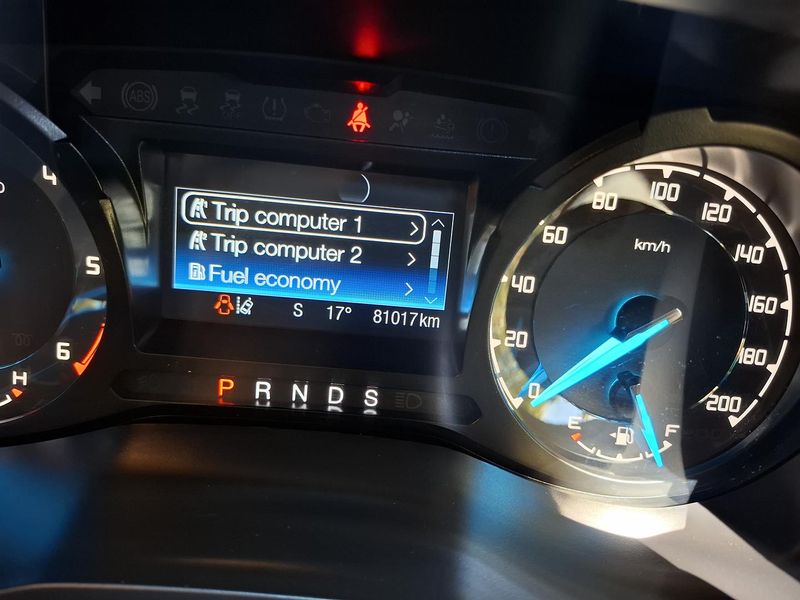 ABS
Trip computer 1
Trip computer 2
Fuel economy
S 17° 81017km
P R N D S
4
5
6
H
0
20
40
60
80
100
120
140
160
180
200
km/h
E F